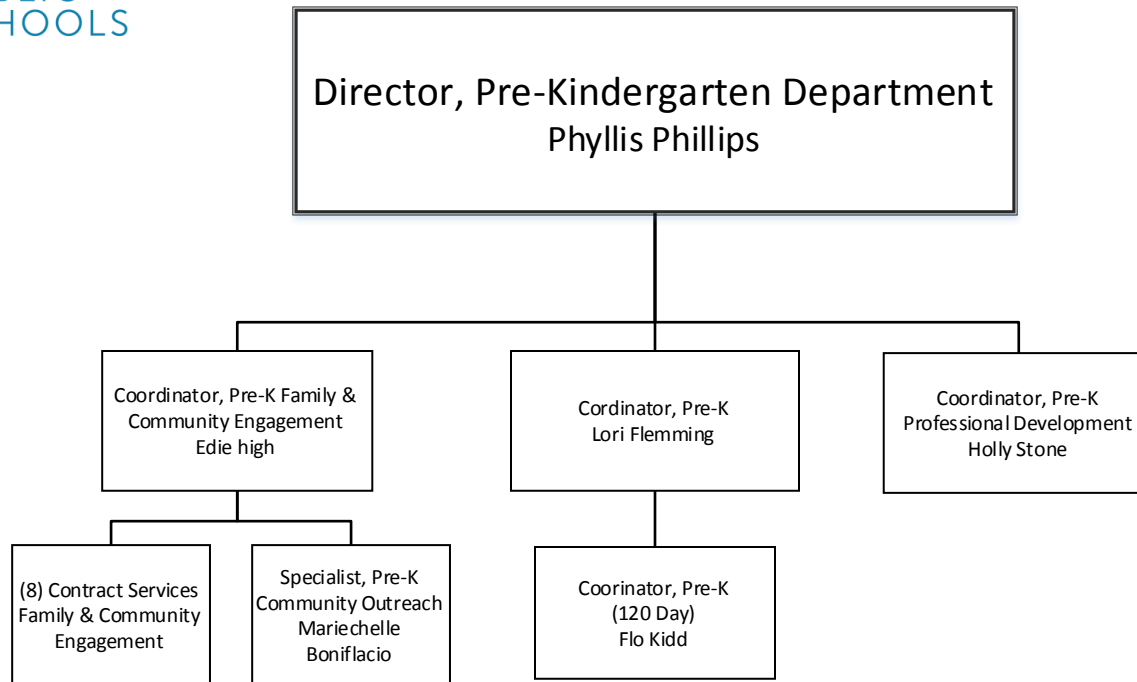 HOOLS
Director, Pre-Kindergarten Department
Phyllis Phillips
Coordinator, Pre-K Family &
Community Engagement
Edie high
Cordinator, Pre-K
Lori Flemming
Coordinator, Pre-K
Professional Development
Holly Stone
(8) Contract Services
Family & Community
Engagement
Specialist, Pre-K
Community Outreach
Mariechelle
Boniflacio
Coorinator, Pre-K
(120 Day)
Flo Kidd